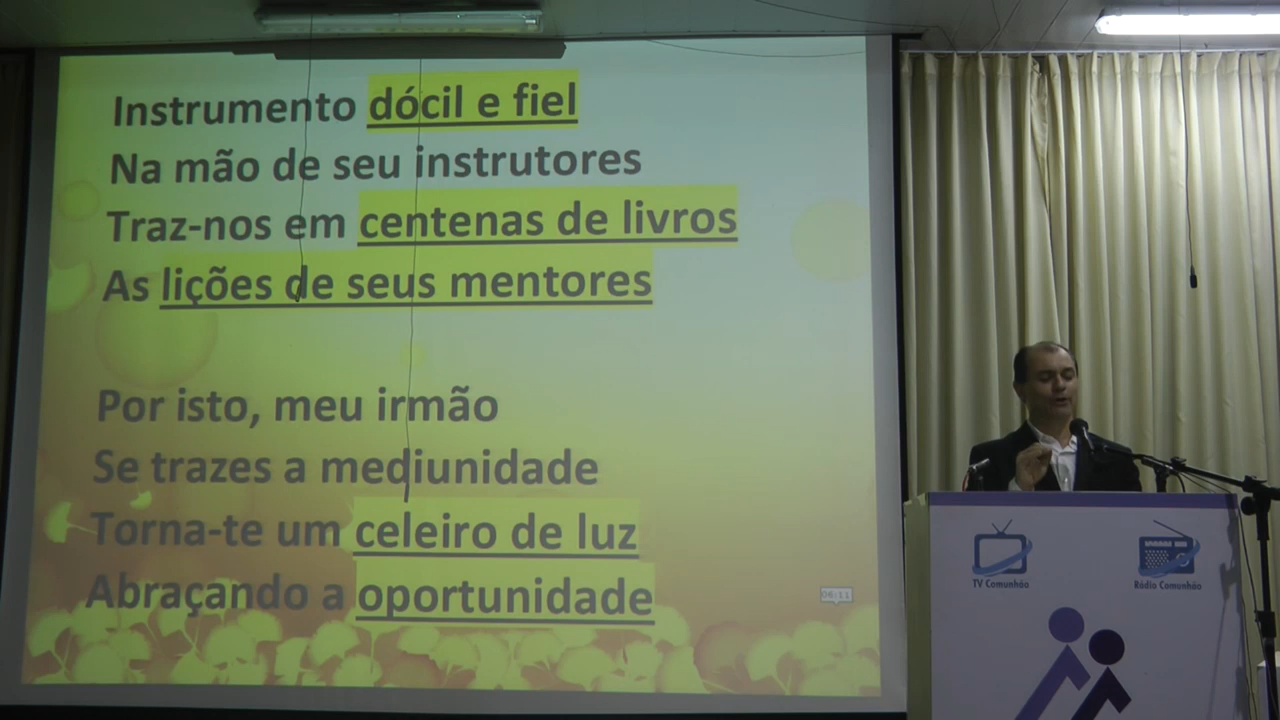 Instrumento dócil e fiel
Na mão de seu instrutores
Traz-nos em centenas de livros
As lições de seus mentores
Por isto, meu irmão
Se trazes a mediunidade
Torna-te um celeiro de luz
Abraçando a oportunidade
06:11
TV Comunhão
Rádio Comunhão